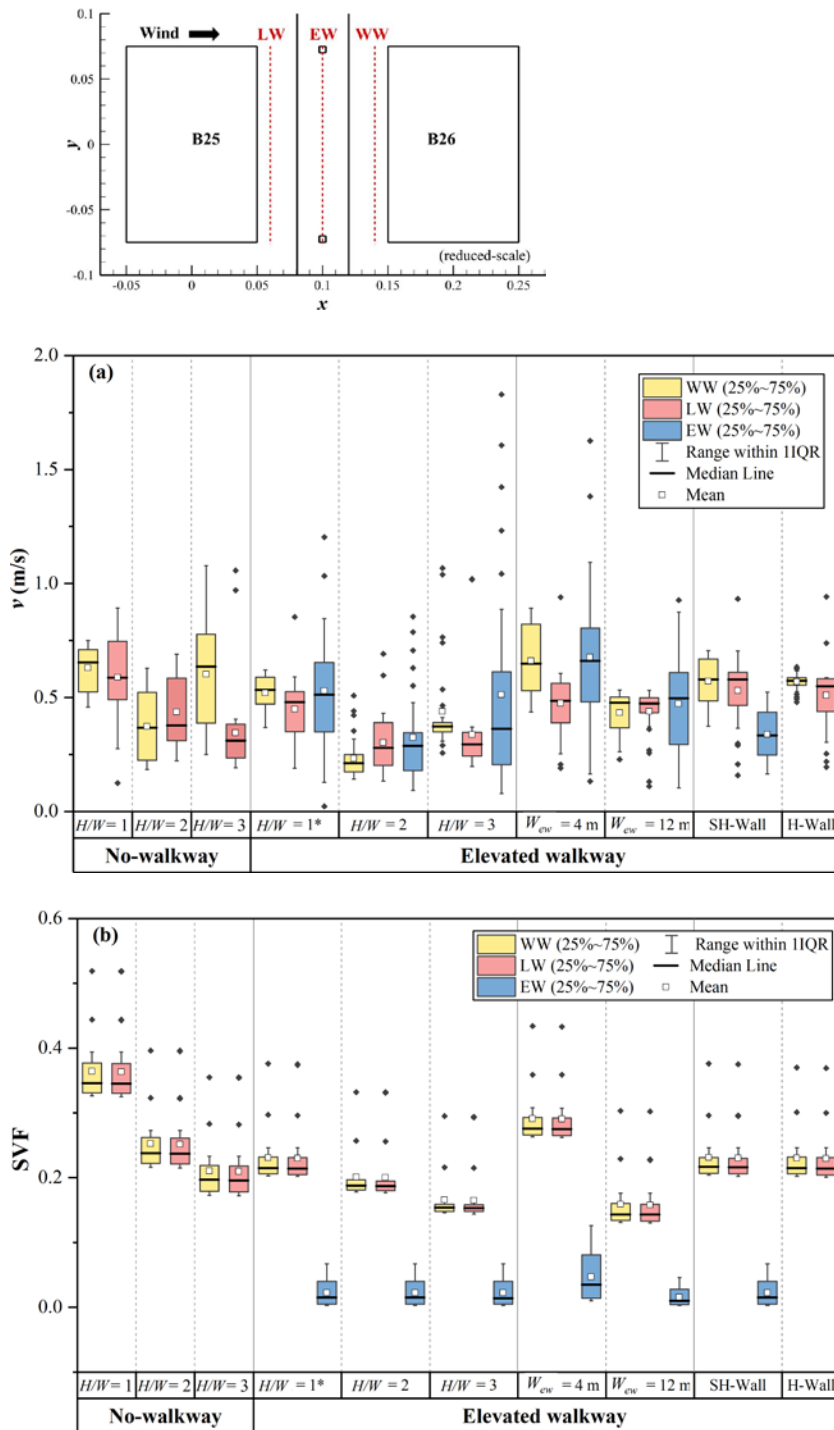 Wind
LW
EW
WW
0.1
0.05
0
-0.05
-0.1
y
B25
B26
(reduced-scale)
-0.05
0
0.05
0.1
0.15
0.2
0.25
x
(a)
2.0
1.5
1.0
0.5
0.0
v (m/s)
WW (25%~75%)
LW (25%~75%)
EW (25%~75%)
Range within 1IQR
Median Line
Mean
H/W = 1
H/W = 2
H/W = 3
H/W = 1*
H/W = 2
H/W = 3
W_ew = 4 m
W_ew = 12 m
SH-Wall
H-Wall
No-walkway
Elevated walkway
(b)
0.6
0.4
0.2
0.0
SVF
WW (25%~75%)
LW (25%~75%)
EW (25%~75%)
Range within 1IQR
Median Line
Mean
H/W = 1
H/W = 2
H/W = 3
H/W = 1*
H/W = 2
H/W = 3
W_ew = 4 m
W_ew = 12 m
SH-Wall
H-Wall
No-walkway
Elevated walkway